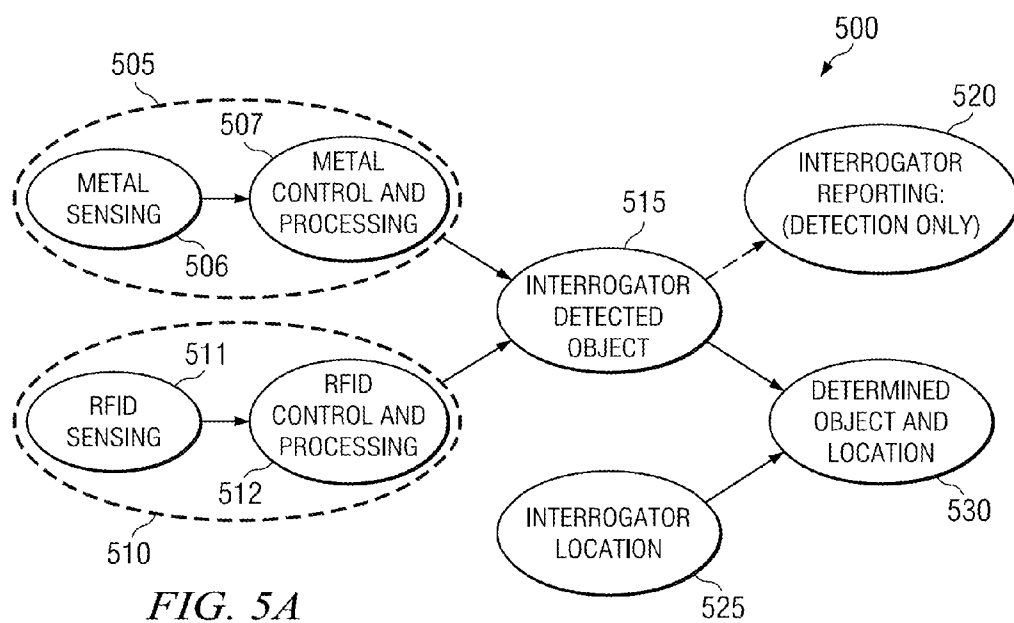 500
505
507
METAL
SENSING
506
METAL
CONTROL AND
PROCESSING
520
INTERROGATOR
REPORTING:
(DETECTION ONLY)
515
INTERROGATOR
DETECTED
OBJECT
511
RFID
SENSING
RFID
CONTROL AND
PROCESSING
512
510
DETERMINED
OBJECT AND
LOCATION
530
INTERROGATOR
LOCATION
525
FIG. 5A